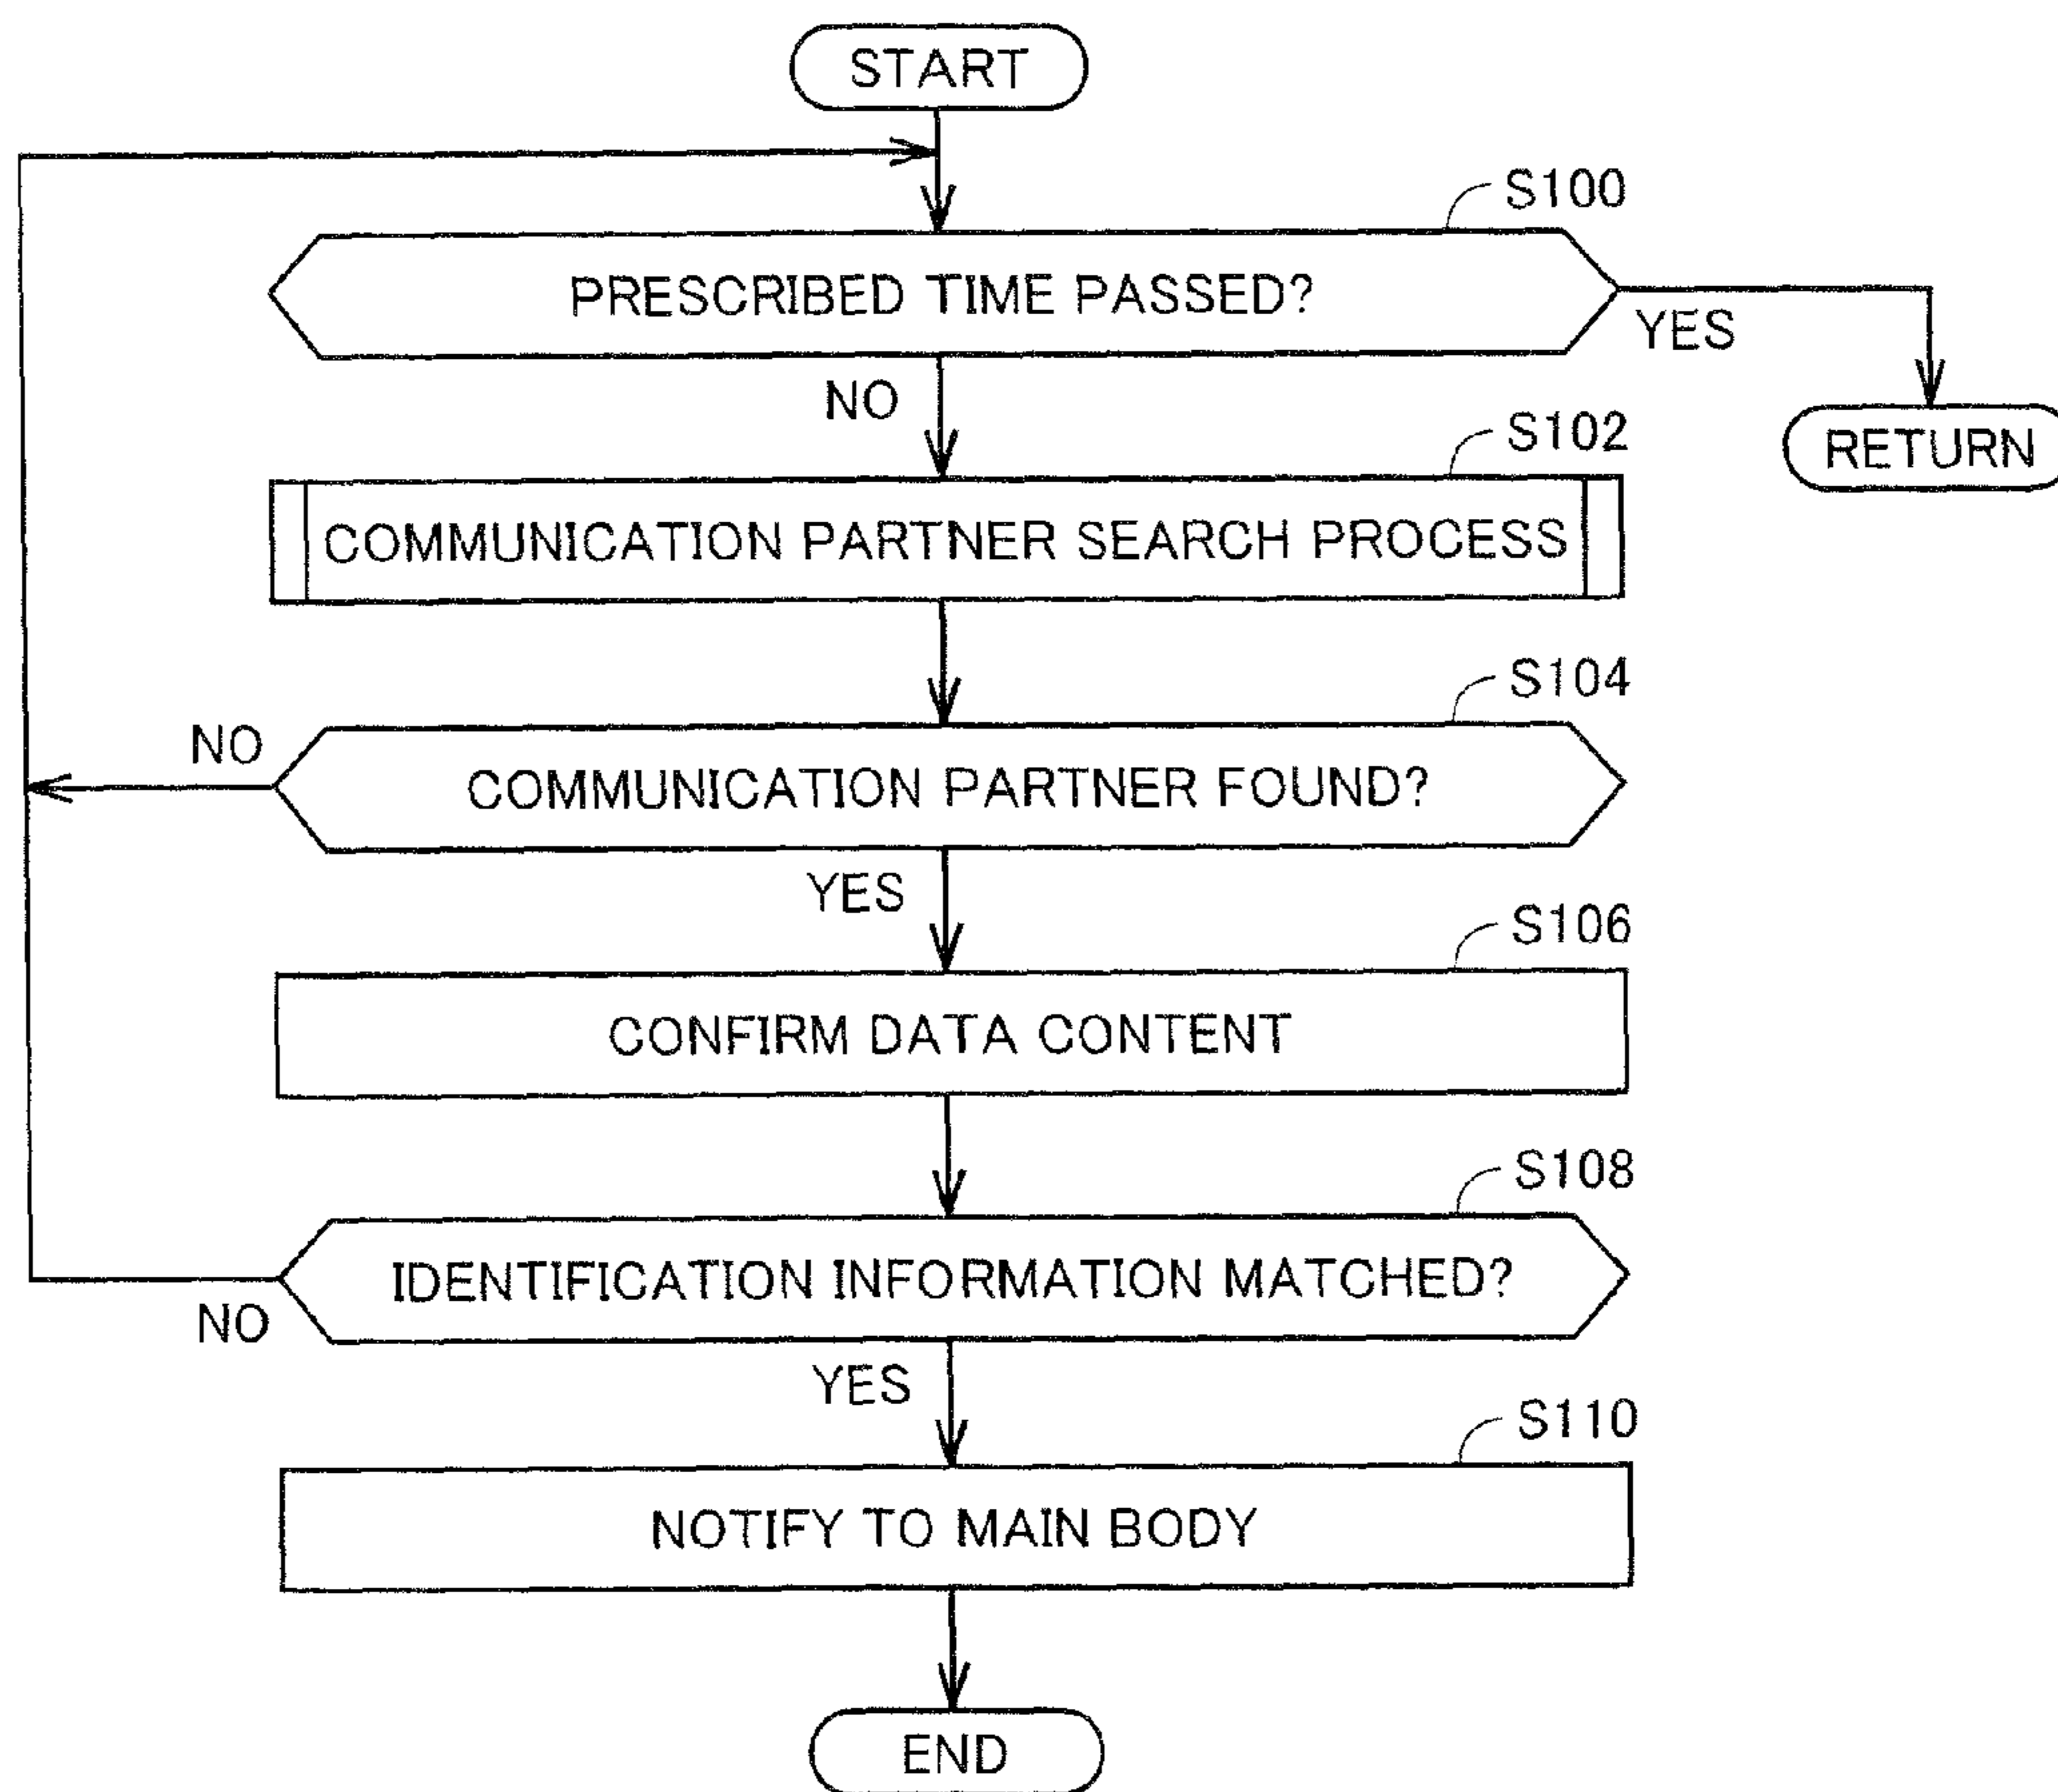 START
S100
PRESCRIBED TIME PASSED?
YES
NO
RETURN
S102
COMMUNICATION PARTNER SEARCH PROCESS
S104
NO
COMMUNICATION PARTNER FOUND?
YES
S106
CONFIRM DATA CONTENT
S108
IDENTIFICATION INFORMATION MATCHED?
NO
YES
S110
NOTIFY TO MAIN BODY
END